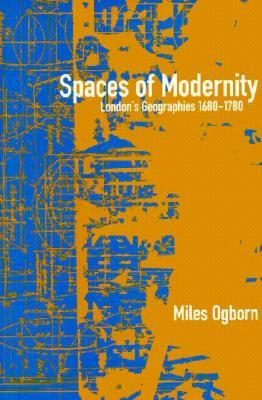 Spaces of Modernity
London's Geographies 1680-1780
Miles Ogborn